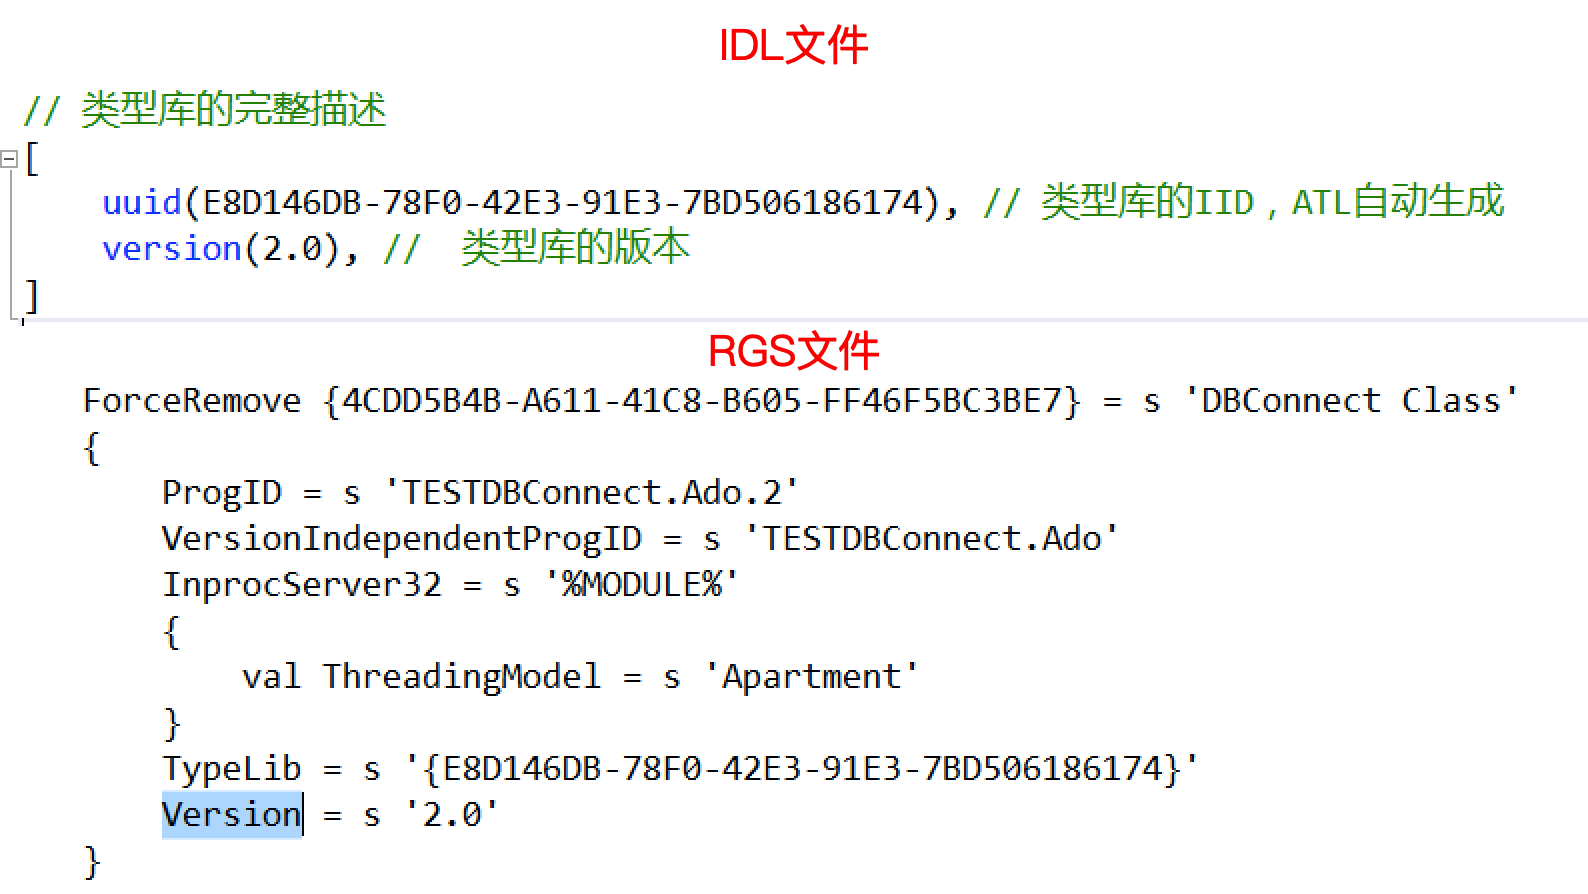 IDL文件
// 类型库的完整描述
[
uuid(E8D146DB-78F0-42E3-91E3-7BD506186174), // 类型库的IID，ATL自动生成
version(2.0), //  类型库的版本
]
RGS文件
ForceRemove {4CDD5B4B-A611-41C8-B605-FF46F5BC3BE7} = s 'DBConnect Class'
{
ProgID = s 'TESTDBConnect.Ado.2'
VersionIndependentProgID = s 'TESTDBConnect.Ado'
InprocServer32 = s '%MODULE%'
{
val ThreadingModel = s 'Apartment'
}
TypeLib = s '{E8D146DB-78F0-42E3-91E3-7BD506186174}'
Version = s '2.0'
}